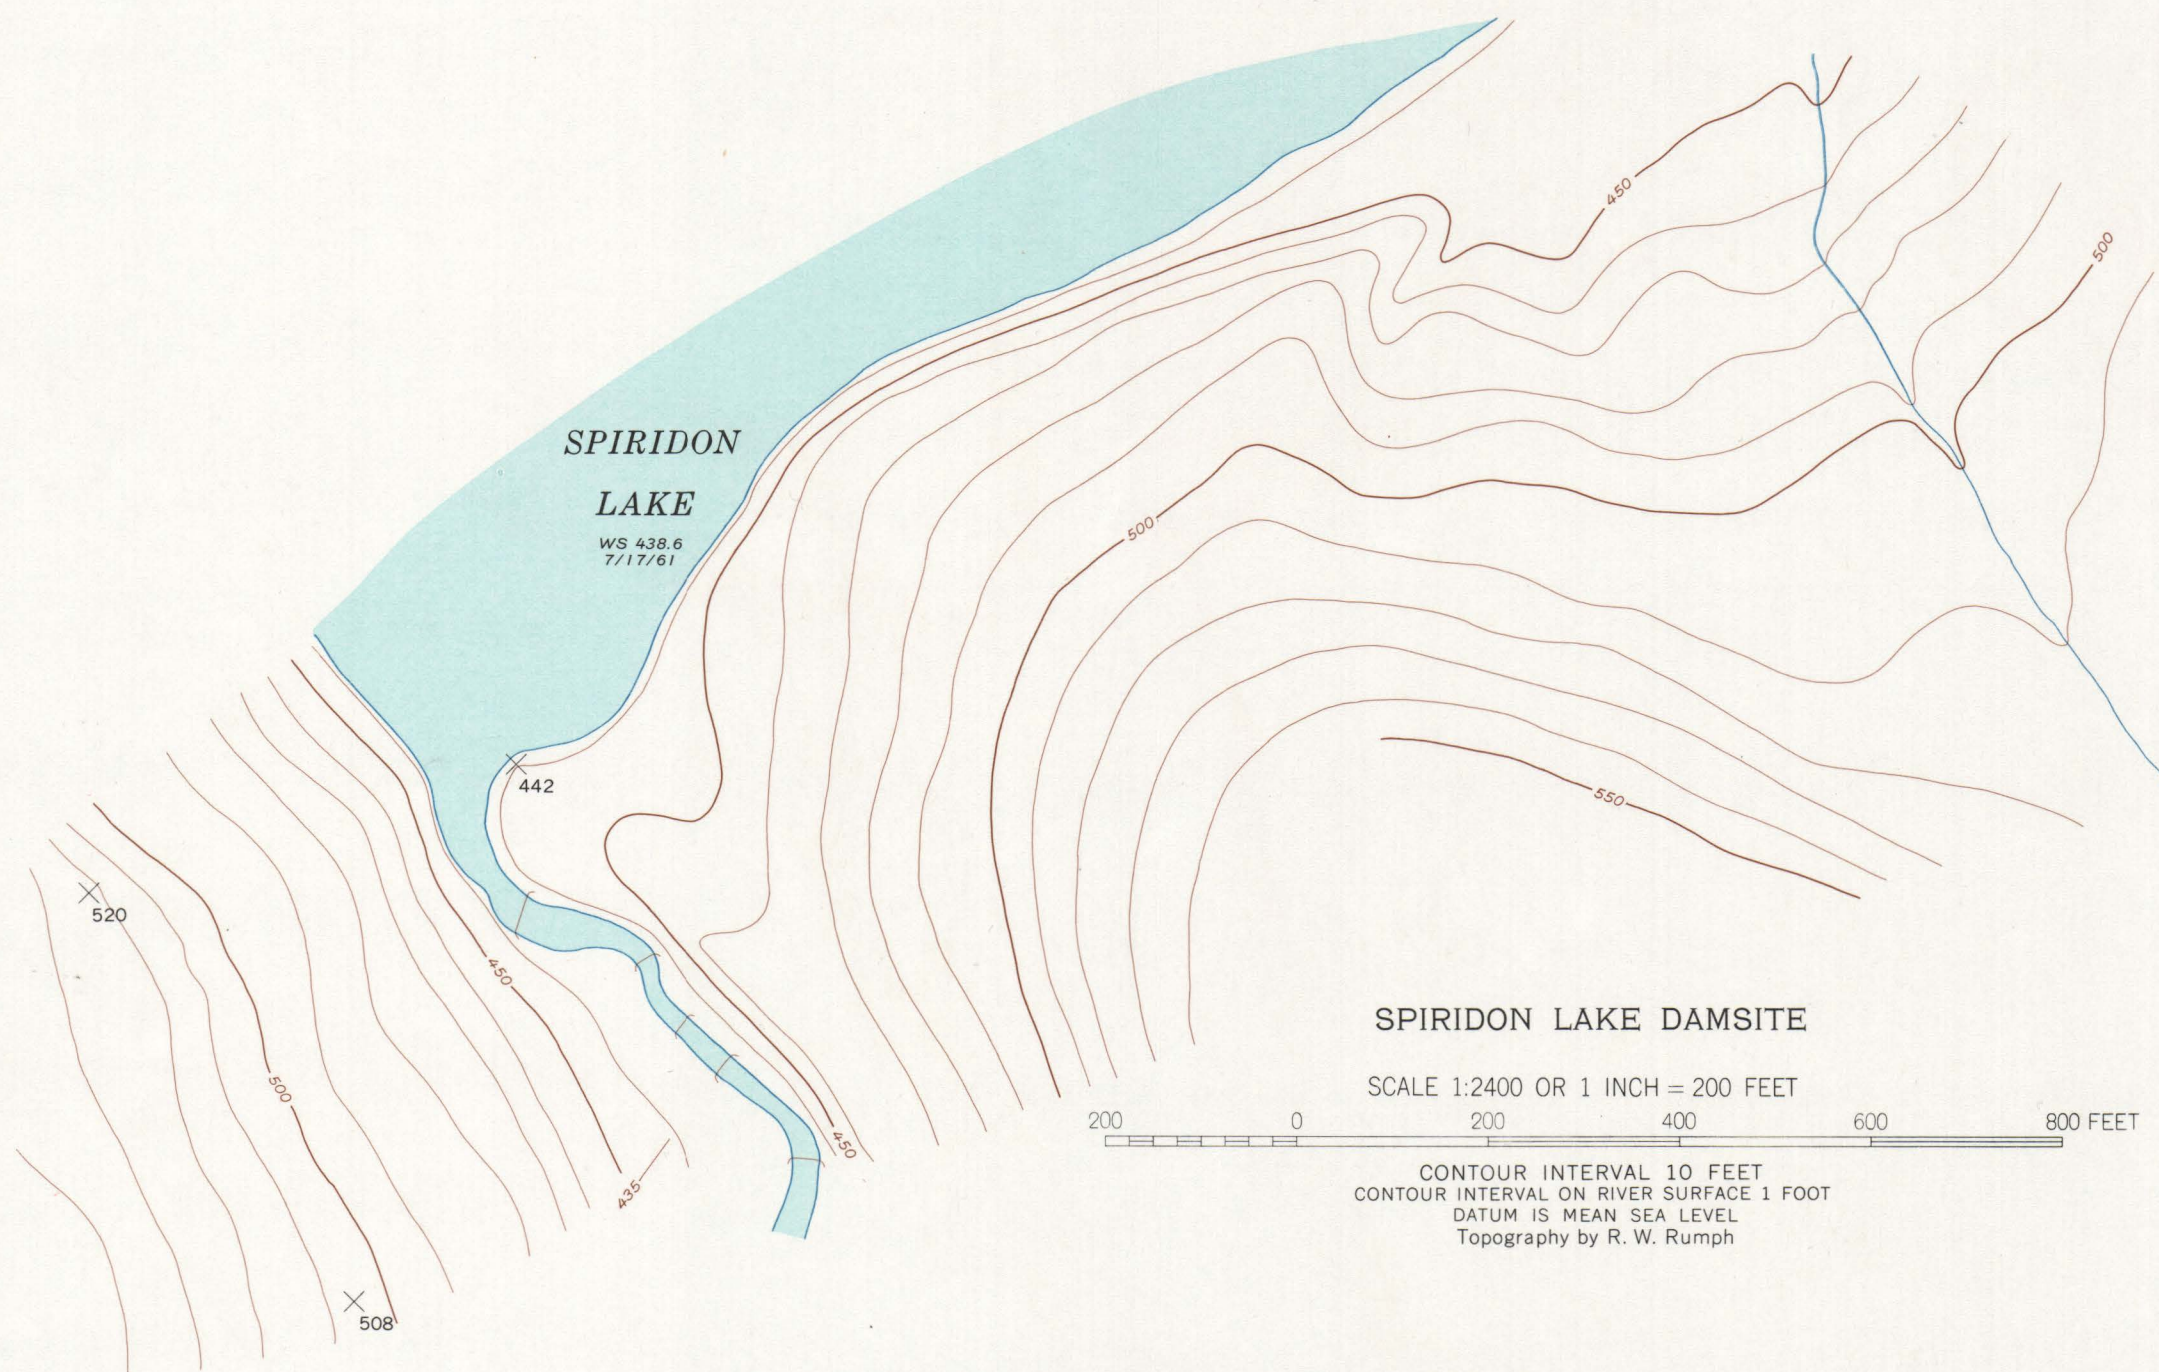 450
500
SPIRIDON
LAKE
WS 438.6
7/17/61
500
442
550
520
450
500
450
435
508
SPIRIDON LAKE DAMSITE
SCALE 1:2400 OR 1 INCH = 200 FEET
200 0 200 400 600 800 FEET
CONTOUR INTERVAL 10 FEET
CONTOUR INTERVAL ON RIVER SURFACE 1 FOOT
DATUM IS MEAN SEA LEVEL
Topography by R. W. Rumph